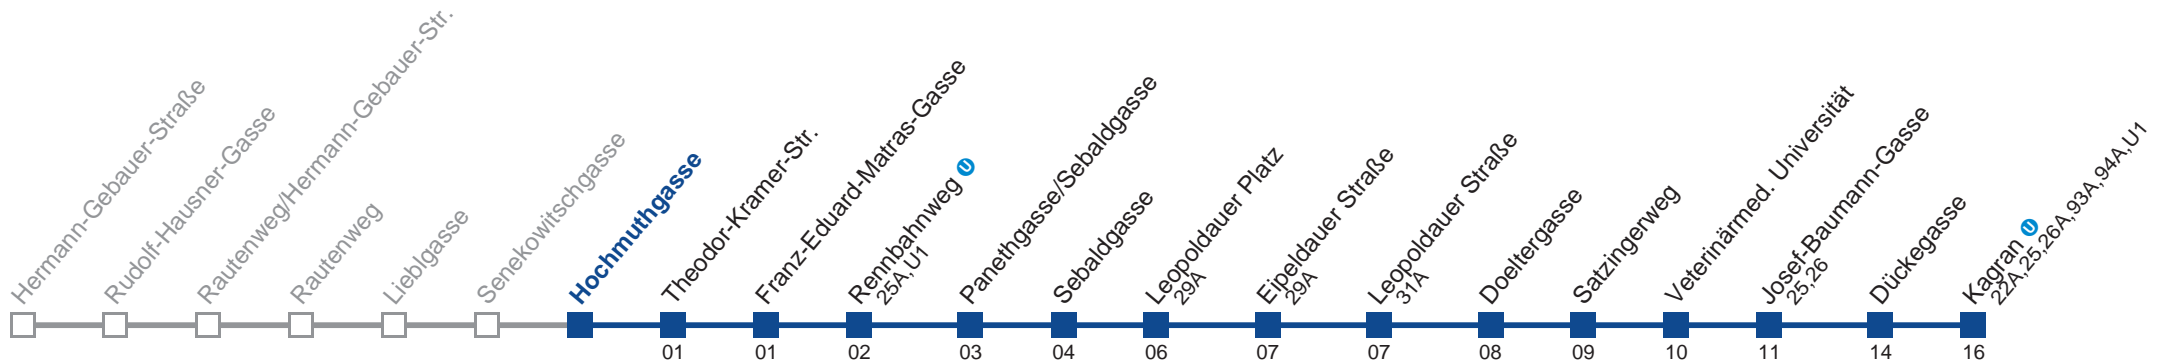 Hermann-Gebauer-Straße
Rudolf-Hausner-Gasse
Rautenweg/Hermann-Gebauer-Str.
Rautenweg
Lieblgasse
Senekowitschgasse
Hochmuthgasse
Theodor-Kramer-Str.
01
Franz-Eduard-Matras-Gasse
01
Rennbahnweg U
25A,U1
02
Panethgasse/Sebaldgasse
03
Sebaldgasse
04
Leopoldauer Platz
29A
06
Eipeldauer Straße
29A
07
Leopoldauer Straße
31A
07
Doeltergasse
08
Satzingerweg
09
Veterinärmed. Universität
10
Josef-Baumann-Gasse
25,26
11
Dückegasse
14
Kagran U
22A,25,26A,93A,94A,U1
16